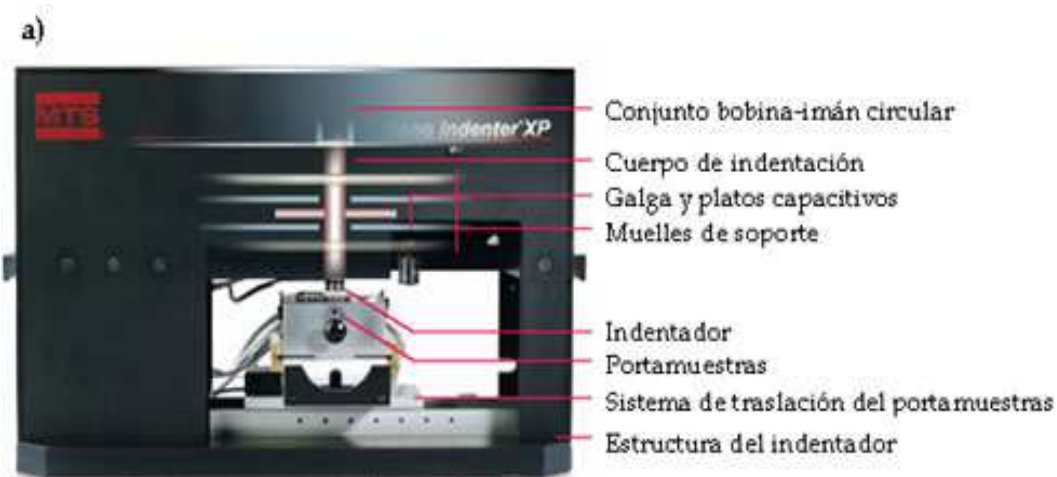 a)
MTS
Indenter XP
Conjunto bobina-imán circular
Cuerpo de indentación
Galga y platos capacitivos
Muelles de soporte
Indentador
Portamuestras
Sistema de traslación del portamuestras
Estructura del indentador